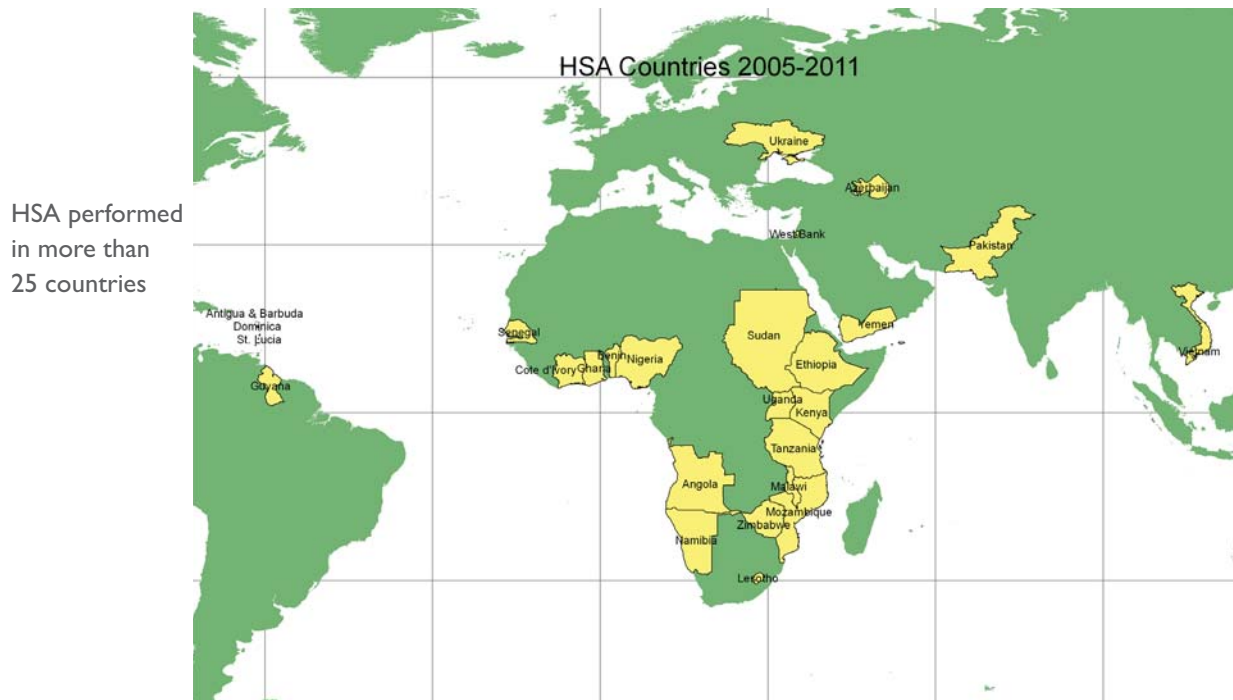 HSA Countries 2005-2011
HSA performed
in more than
25 countries
Ukraine
Azerbaijan
West Bank
Pakistan
Antigua & Barbuda
Dominica
St. Lucia
Senegal
Sudan
Yemen
Benin
Nigeria
Vietnam
Cote d'Ivory
Ghana
Ethiopia
Guyana
Uganda
Kenya
Tanzania
Angola
Malawi
Mozambique
Zimbabwe
Namibia
Lesotho